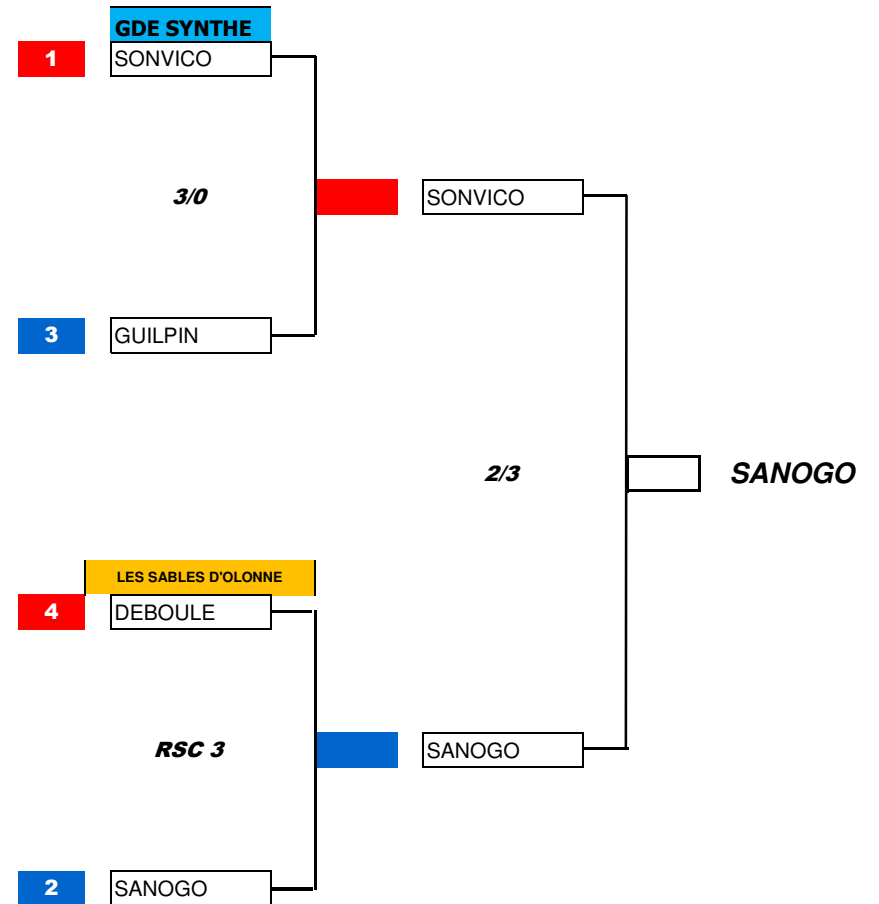 GDE SYNTHE
1 SONVICO
3/0
SONVICO
3 GUILPIN
2/3
SANOGO
LES SABLES D'OLONNE
4 DEBOULE
RSC 3
SANOGO
2 SANOGO